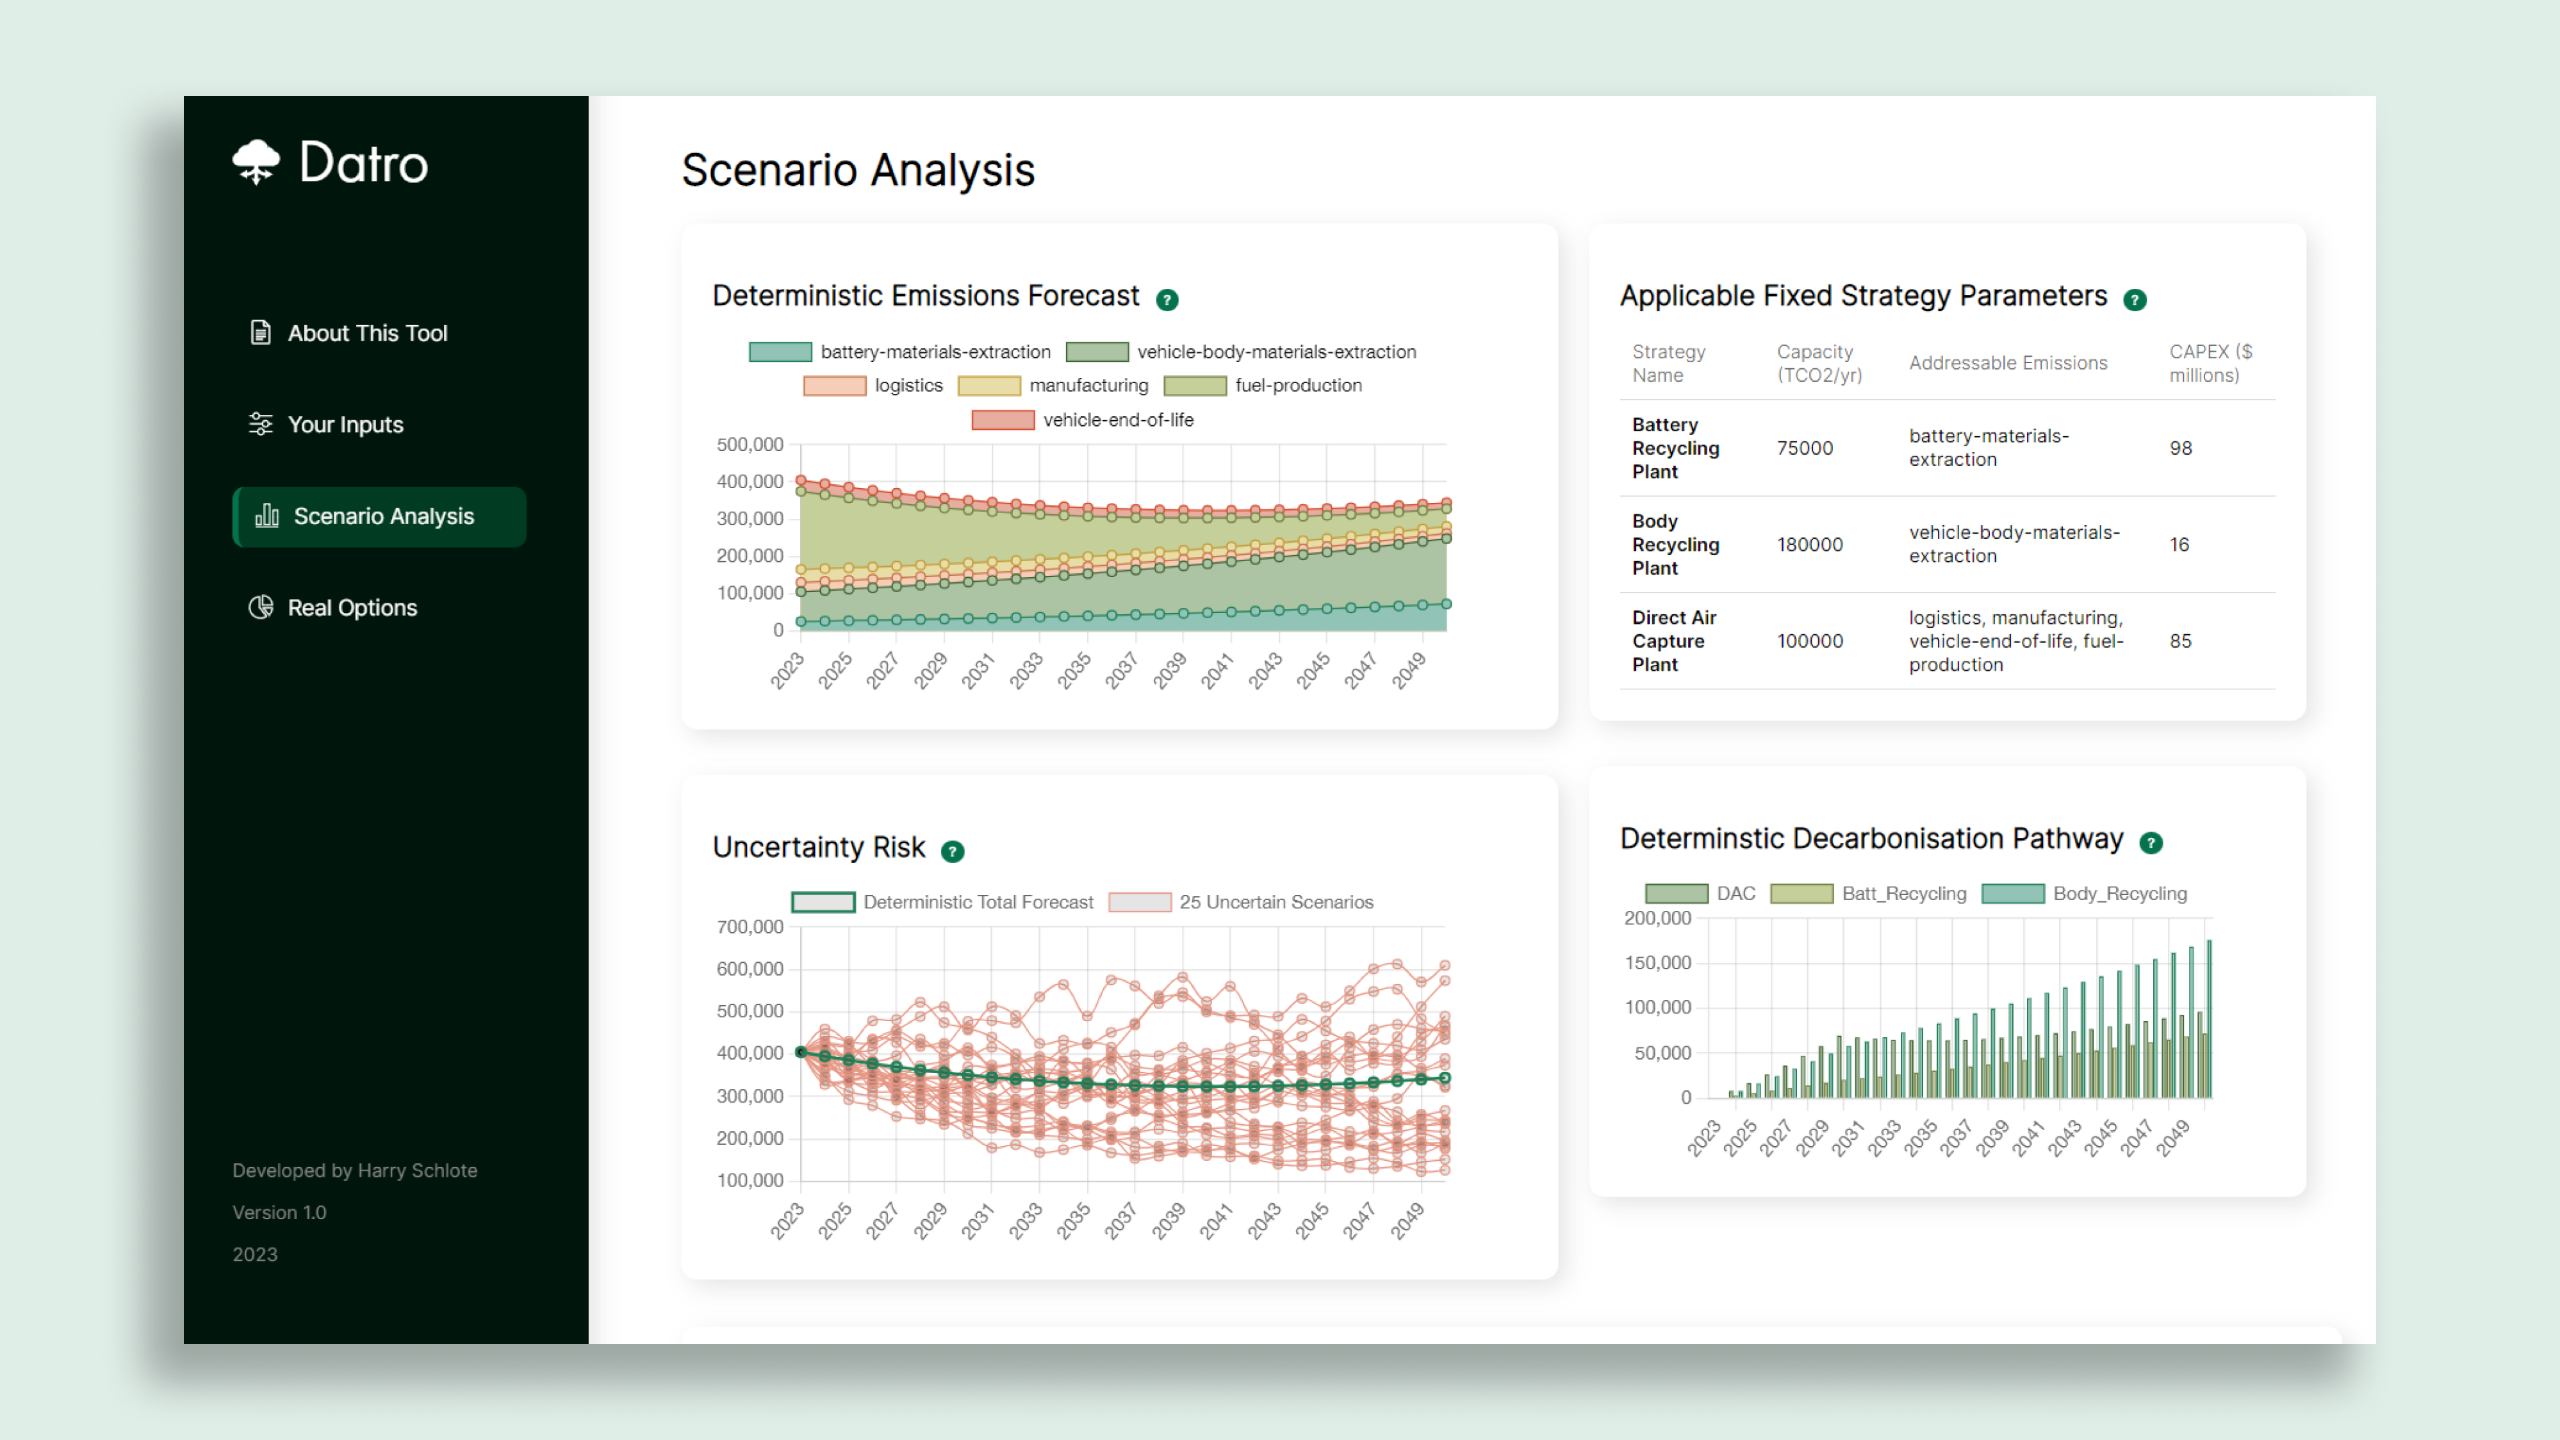 Datro
About This Tool
Your Inputs
Scenario Analysis
Real Options
Developed by Harry Schlote
Version 1.0
2023
Scenario Analysis
Deterministic Emissions Forecast ?
battery-materials-extraction vehicle-body-materials-extraction
logistics manufacturing fuel-production
vehicle-end-of-life
500,000
400,000
300,000
200,000
100,000
0
2023 2025 2027 2029 2031 2033 2035 2037 2039 2041 2043 2045 2047 2049
Applicable Fixed Strategy Parameters ?
Strategy Capacity Addressable Emissions CAPEX ($
Name (TCO2/yr) millions)
Battery
Recycling
Plant
75000
battery-materials-
extraction
98
Body
Recycling
Plant
180000
vehicle-body-materials-
extraction
16
Direct Air
Capture
Plant
100000
logistics, manufacturing,
vehicle-end-of-life, fuel-
production
85
Uncertainty Risk ?
Deterministic Total Forecast 25 Uncertain Scenarios
700,000
600,000
500,000
400,000
300,000
200,000
100,000
2023 2025 2027 2029 2031 2033 2035 2037 2039 2041 2043 2045 2047 2049
Determinstic Decarbonisation Pathway ?
DAC Batt_Recycling Body_Recycling
200,000
150,000
100,000
50,000
0
2023 2025 2027 2029 2031 2033 2035 2037 2039 2041 2043 2045 2047 2049